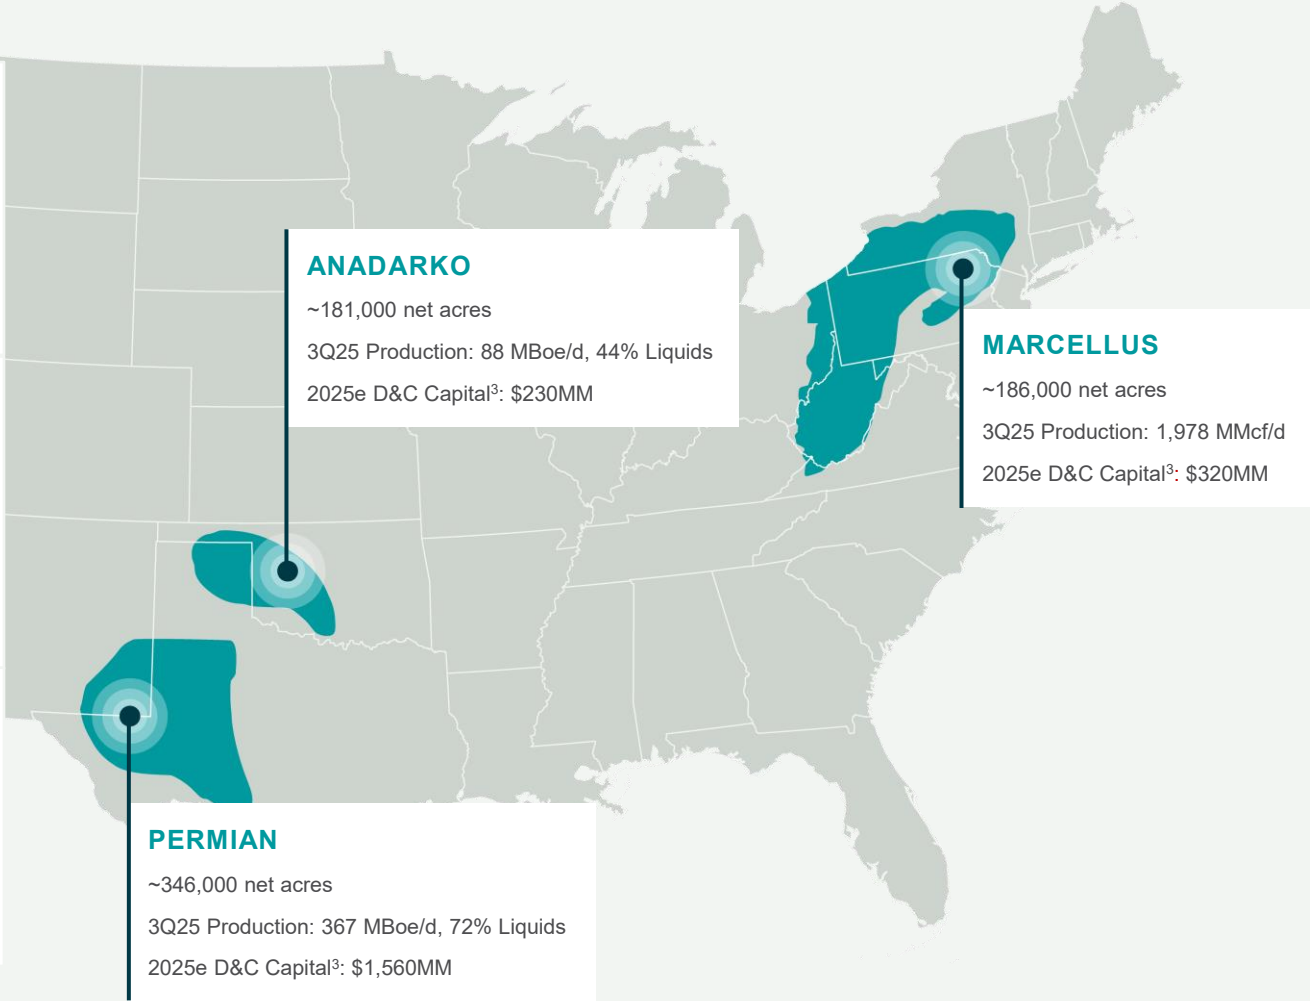 ANADARKO
~181,000 net acres
3Q25 Production: 88 MBoe/d, 44% Liquids
2025e D&C Capital³: $230MM
MARCELLUS
~186,000 net acres
3Q25 Production: 1,978 MMcf/d
2025e D&C Capital³: $320MM
PERMIAN
~346,000 net acres
3Q25 Production: 367 MBoe/d, 72% Liquids
2025e D&C Capital³: $1,560MM